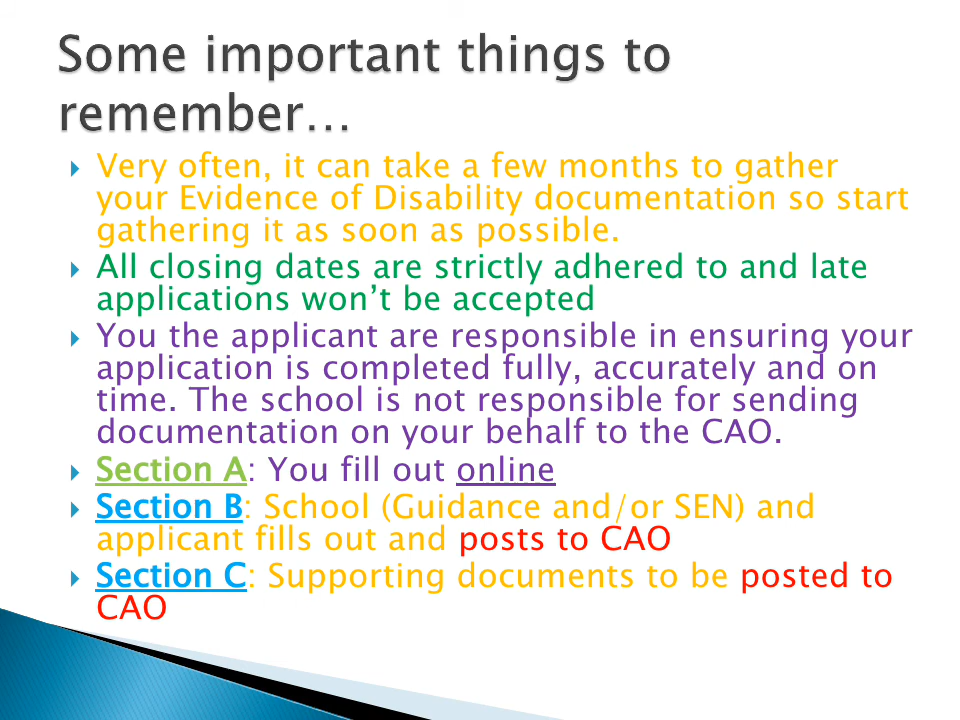 Some important things to
remember…
Very often, it can take a few months to gather
your Evidence of Disability documentation so start
gathering it as soon as possible.
All closing dates are strictly adhered to and late
applications won’t be accepted
You the applicant are responsible in ensuring your
application is completed fully, accurately and on
time. The school is not responsible for sending
documentation on your behalf to the CAO.
Section A: You fill out online
Section B: School (Guidance and/or SEN) and
applicant fills out and posts to CAO
Section C: Supporting documents to be posted to
CAO